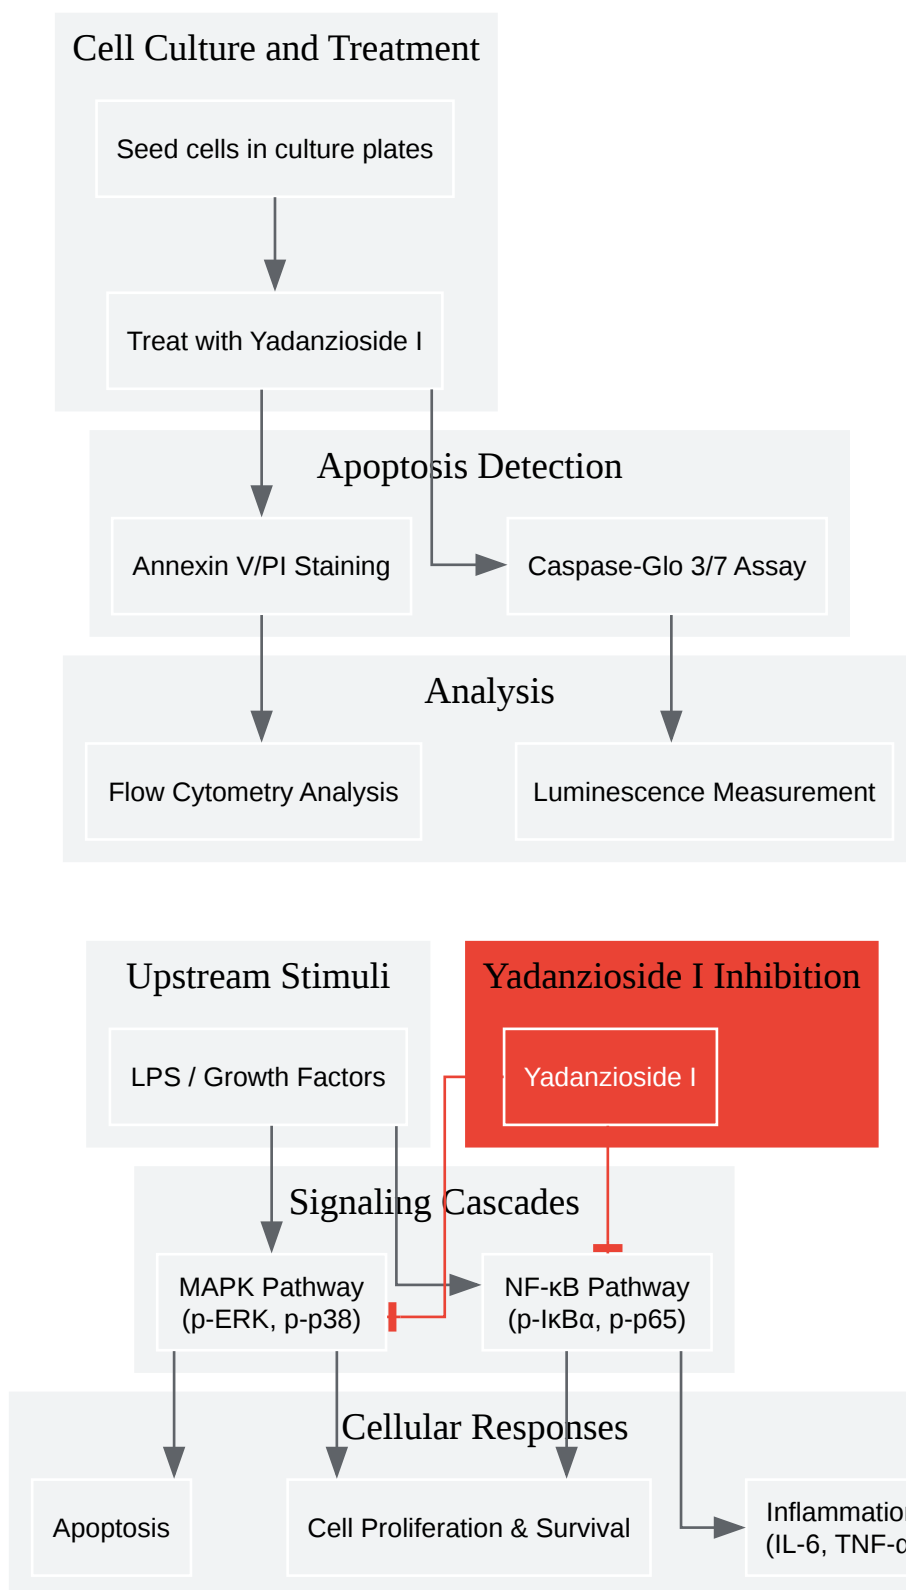 Cell Culture and Treatment
Seed cells in culture plates
Treat with Yadanzioside I
Apoptosis Detection
Annexin V/PI Staining
Caspase-Glo 3/7 Assay
Analysis
Flow Cytometry Analysis
Luminescence Measurement
Upstream Stimuli
Yadanzioside I Inhibition
LPS / Growth Factors
Yadanzioside I
Signaling Cascades
MAPK Pathway
(p-ERK, p-p38)
NF-κB Pathway
(p-IκBα, p-p65)
Cellular Responses
Apoptosis
Cell Proliferation & Survival
(IL-6,